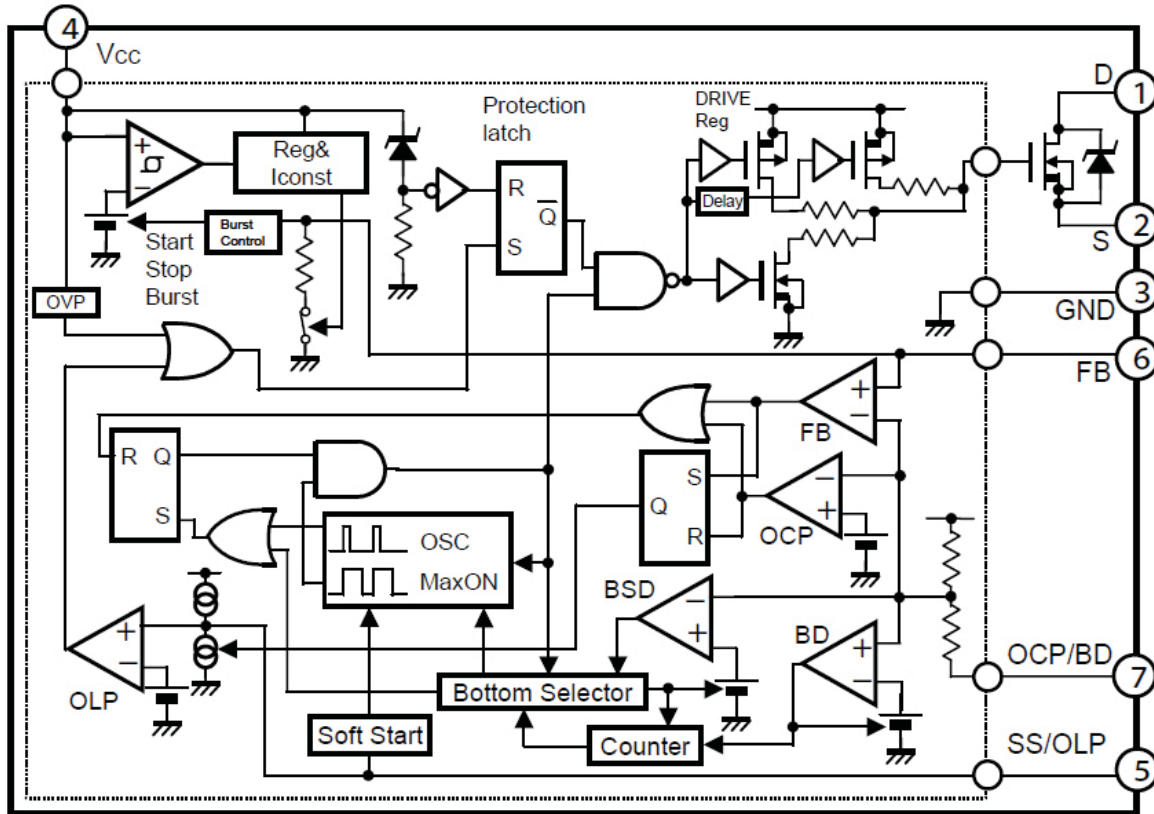 4
Vcc
D
1
Protection
latch
DRIVE
Reg
+
−
Reg&
Iconst
R
Q
S
Delay
2
S
Burst
Control
Start
Stop
Burst
OVP
3
GND
6
FB
+
−
FB
R
Q
S
S
Q
R
−
+
OCP
OSC
MaxON
BSD
−
+
BD
+
−
+
−
OLP
OCP/BD
7
Bottom Selector
Soft Start
Counter
SS/OLP
5